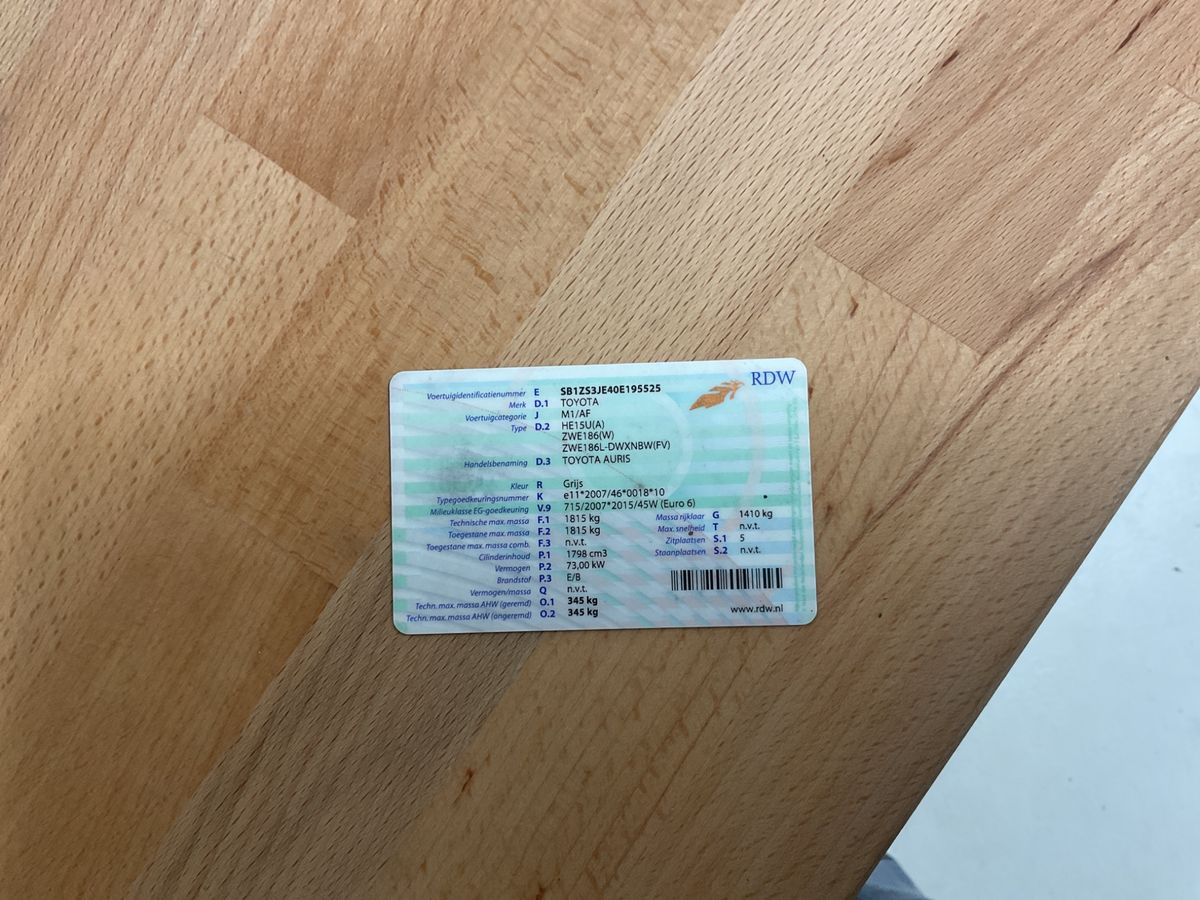 RDW
Voertuigidentificatienummer E SB1ZS3JE40E195525
Merk D.1 TOYOTA
Voertuigcategorie J M1/AF
Type D.2 HE15U(A)
ZWE186(W)
ZWE186L-DWXNBW(FV)
Handelsbenaming D.3 TOYOTA AURIS
Kleur R Grijs
Typegoedkeuringsnummer K e11*2007/46*0018*10
Milieuklasse EG-goedkeuring V.9 715/2007*2015/45W (Euro 6)
Technische max. massa F.1 1815 kg
Toegestane max. massa F.2 1815 kg
Toegestane max. massa comb. F.3 n.v.t.
Cilinderinhoud P.1 1798 cm3
Vermogen P.2 73,00 kW
Brandstof P.3 E/B
Vermogen/massa Q n.v.t.
Techn. max. massa AHW (geremd) O.1 345 kg
Techn. max. massa AHW (ongeremd) O.2 345 kg
Massa rijklaar G 1410 kg
Max. snelheid T n.v.t.
Zitplaatsen S.1 5
Staanplaatsen S.2 n.v.t.
www.rdw.nl